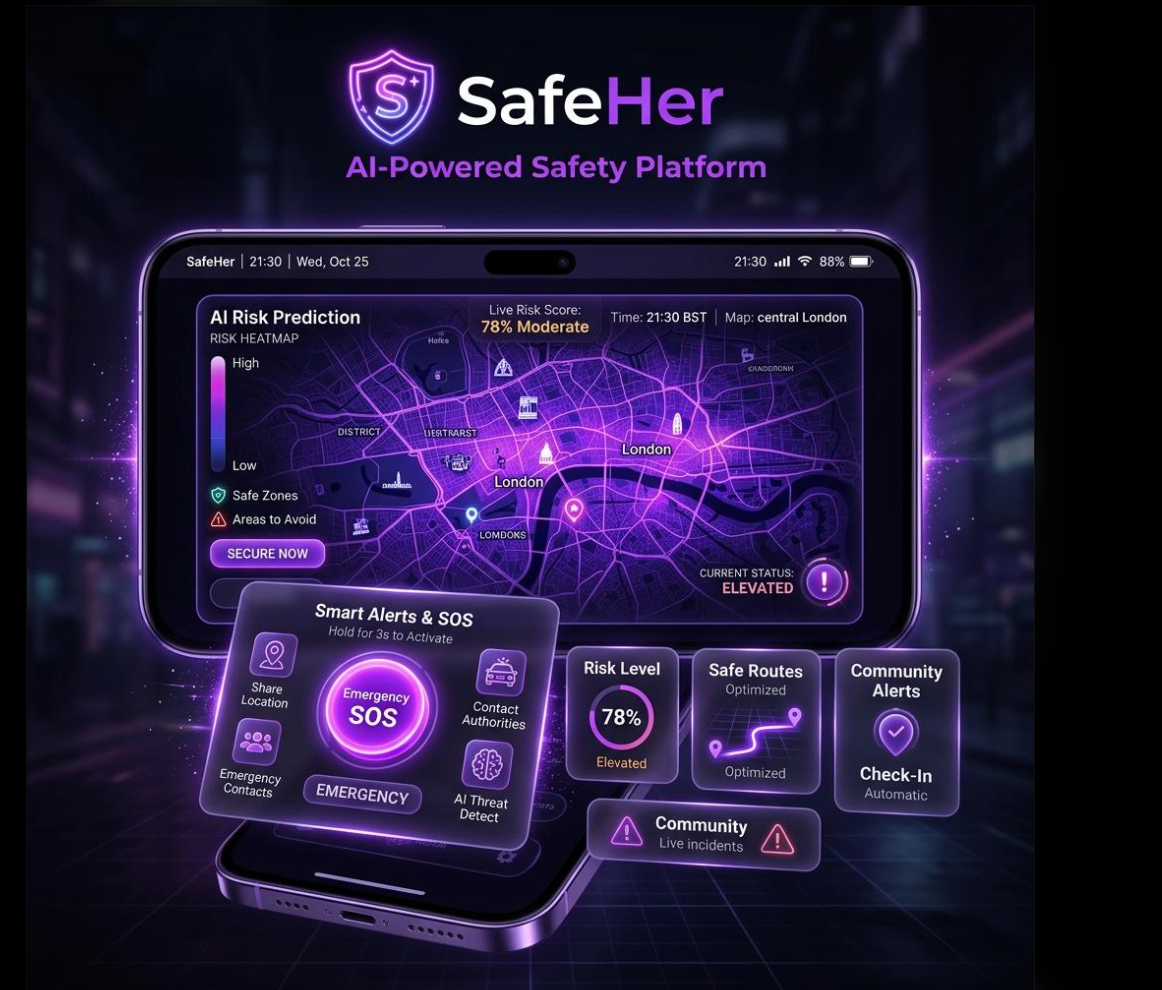 S
SafeHer
AI-Powered Safety Platform
SafeHer | 21:30 | Wed, Oct 25
21:30 88%
AI Risk Prediction
RISK HEATMAP
High
Low
Safe Zones
Areas to Avoid
SECURE NOW
Live Risk Score:
78% Moderate
Time: 21:30 BST | Map: central London
DISTRICT
London
London
LOMDOKS
CURRENT STATUS:
ELEVATED
Smart Alerts & SOS
Hold for 3s to Activate
Share
Location
Emergency
SOS
Contact
Authorities
Emergency
Contacts
EMERGENCY
AI Threat
Detect
Risk Level
78%
Elevated
Safe Routes
Optimized
Optimized
Community
Alerts
Check-In
Automatic
Community
Live incidents